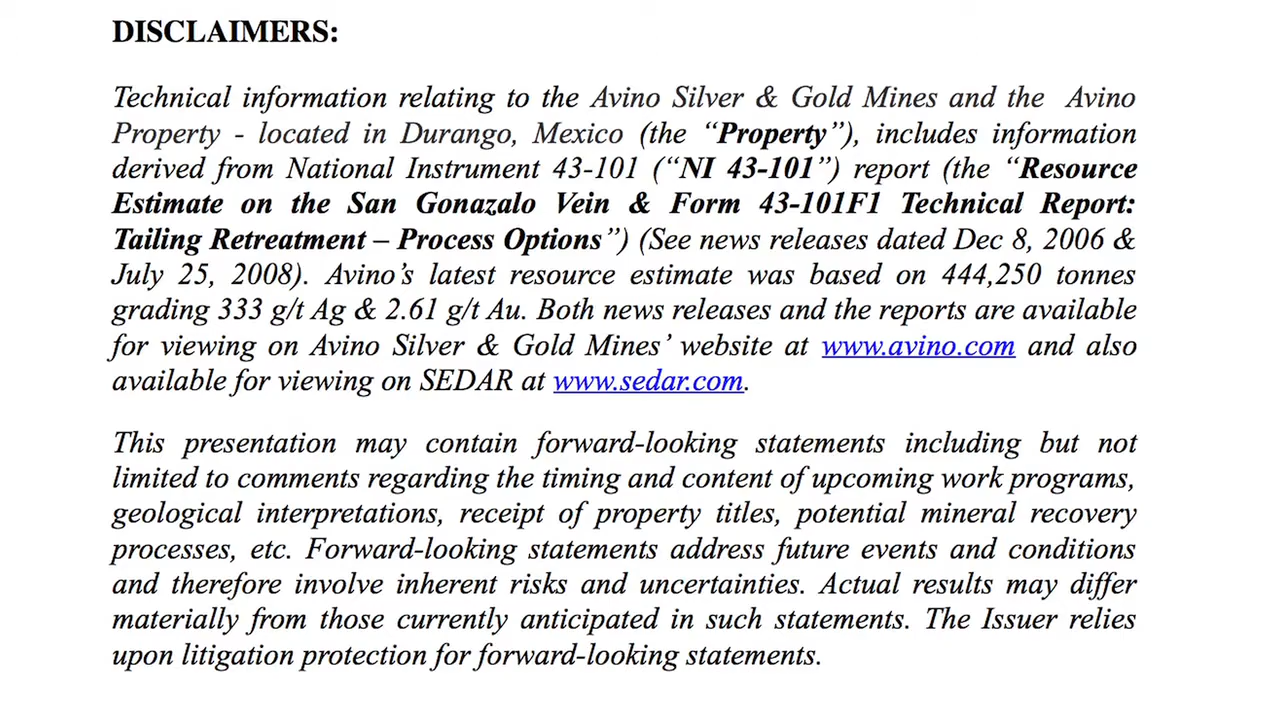 DISCLAIMERS:
Technical information relating to the Avino Silver & Gold Mines and the Avino
Property - located in Durango, Mexico (the “Property”), includes information
derived from National Instrument 43-101 (“NI 43-101”) report (the “Resource
Estimate on the San Gonazalo Vein & Form 43-101F1 Technical Report:
Tailing Retreatment – Process Options”) (See news releases dated Dec 8, 2006 &
July 25, 2008). Avino’s latest resource estimate was based on 444,250 tonnes
grading 333 g/t Ag & 2.61 g/t Au. Both news releases and the reports are available
for viewing on Avino Silver & Gold Mines’ website at www.avino.com and also
available for viewing on SEDAR at www.sedar.com.
This presentation may contain forward-looking statements including but not
limited to comments regarding the timing and content of upcoming work programs,
geological interpretations, receipt of property titles, potential mineral recovery
processes, etc. Forward-looking statements address future events and conditions
and therefore involve inherent risks and uncertainties. Actual results may differ
materially from those currently anticipated in such statements. The Issuer relies
upon litigation protection for forward-looking statements.